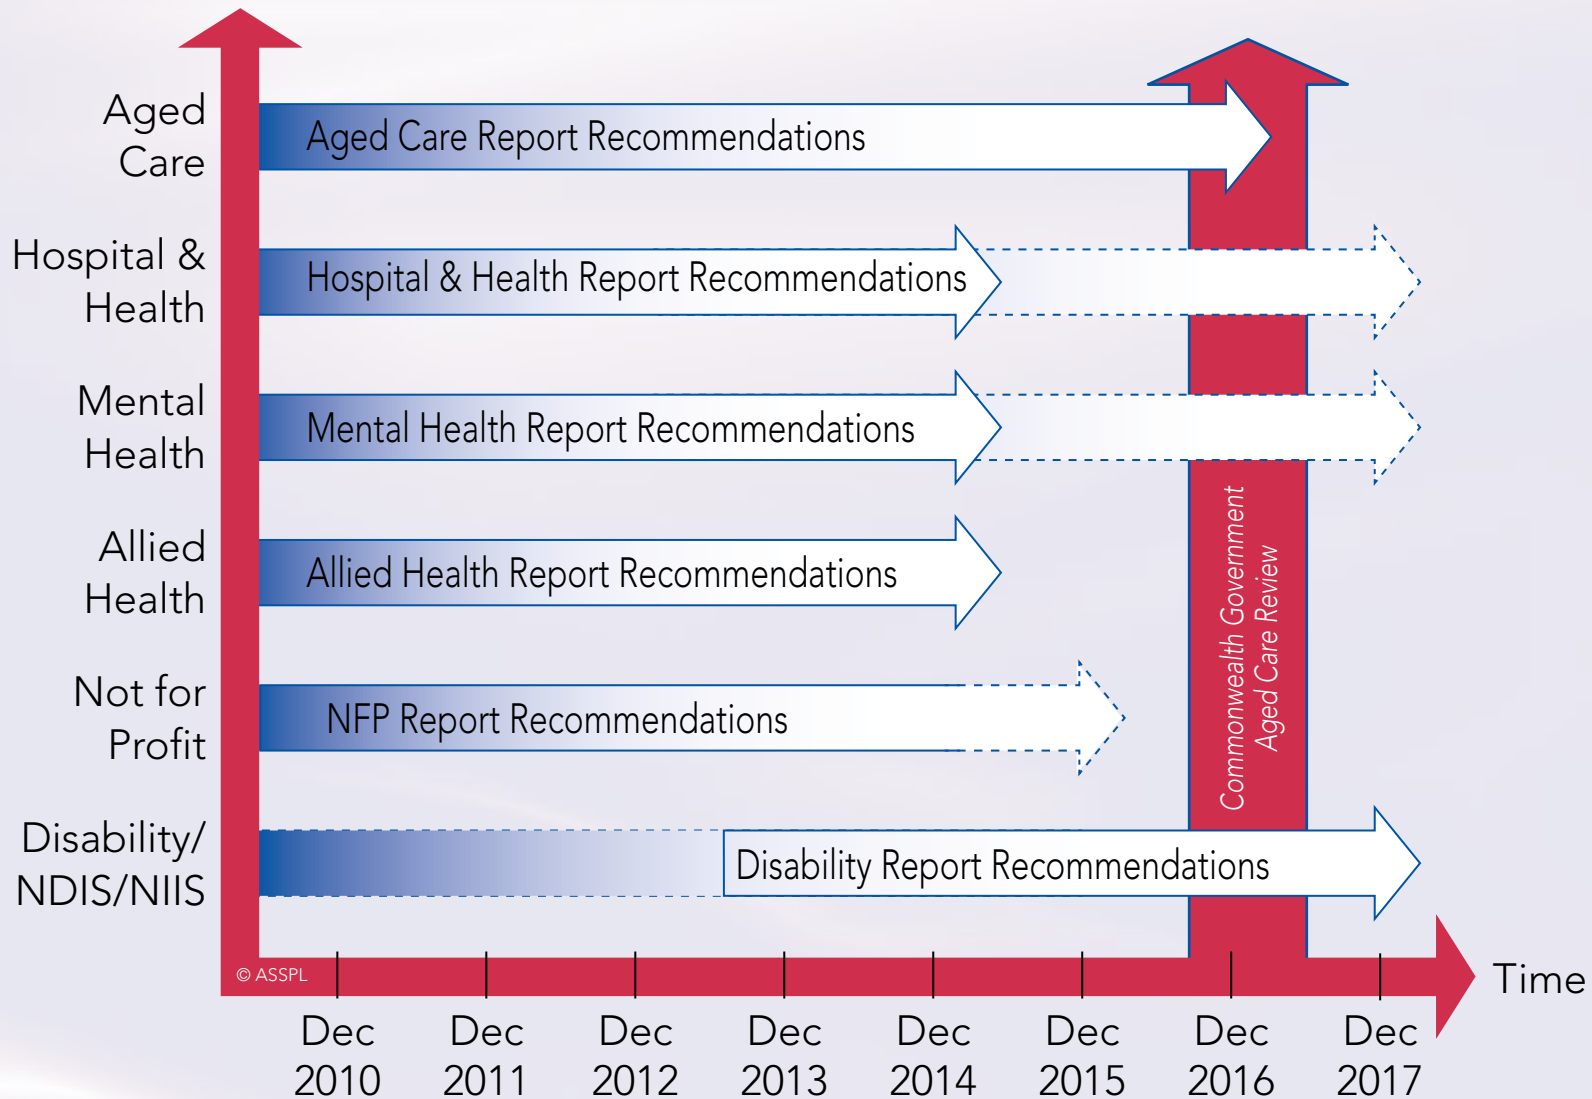 Aged
Care
Aged Care Report Recommendations
Hospital &
Health
Hospital & Health Report Recommendations
Mental
Health
Mental Health Report Recommendations
Allied
Health
Allied Health Report Recommendations
Not for
Profit
NFP Report Recommendations
Disability/
NDIS/NIIS
Disability Report Recommendations
Commonwealth Government
Aged Care Review
© ASSPL
Time
Dec
2010
Dec
2011
Dec
2012
Dec
2013
Dec
2014
Dec
2015
Dec
2016
Dec
2017